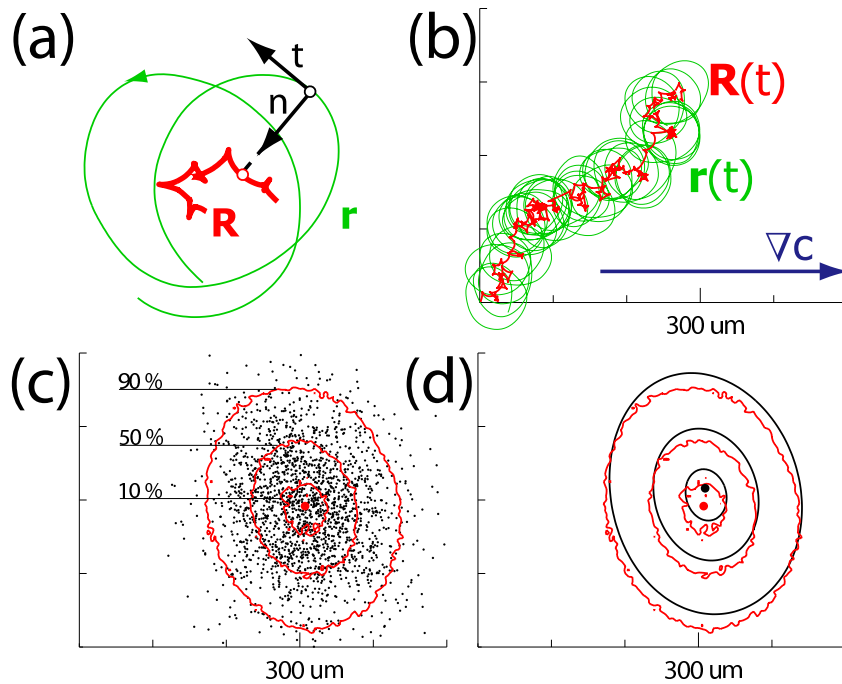 (a)
t
n
R
r
(b)
R(t)
r(t)
∇c
300 um
(c)
90 %
50 %
10 %
300 um
(d)
300 um